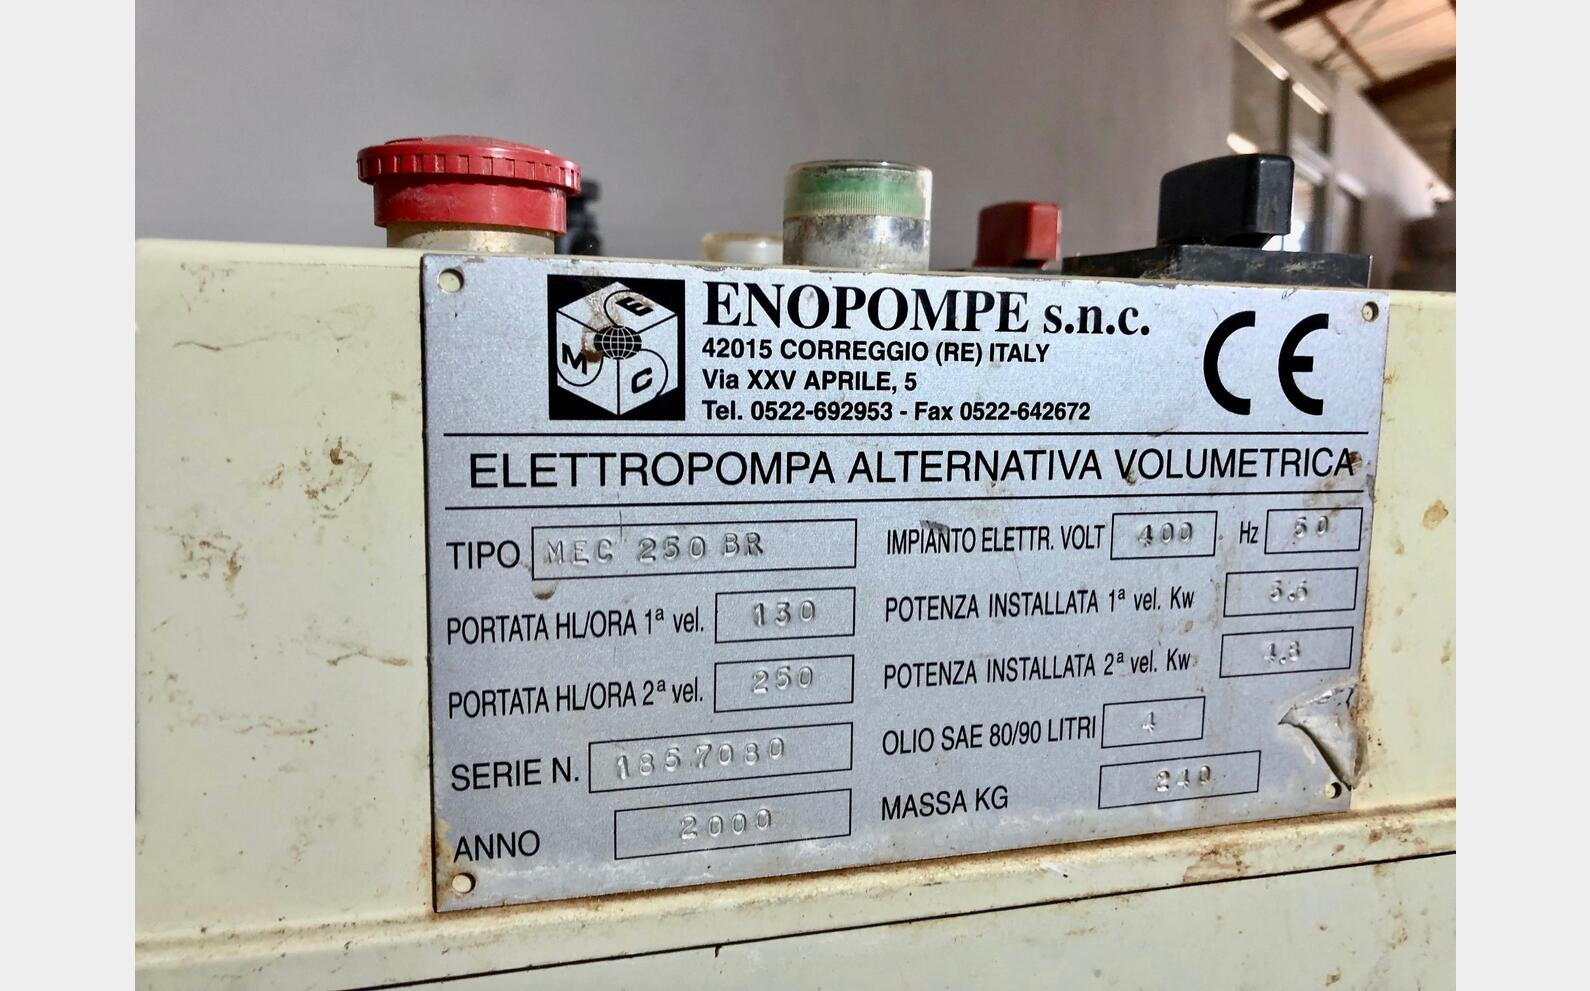 E
M
C
ENOPOMPE s.n.c.
42015 CORREGGIO (RE) ITALY
Via XXV APRILE, 5
Tel. 0522-692953 - Fax 0522-642672
CE
ELETTROPOMPA ALTERNATIVA VOLUMETRICA
TIPO MEC 250 BR
PORTATA HL/ORA 1ª vel. 130
PORTATA HL/ORA 2ª vel. 250
SERIE N. 1857080
ANNO 2000
IMPIANTO ELETTR. VOLT 400 Hz 50
POTENZA INSTALLATA 1ª vel. Kw
POTENZA INSTALLATA 2ª vel. Kw
OLIO SAE 80/90 LITRI 4
MASSA KG 240